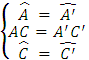 Â = Â'
AC = A'C'
Ĉ = Ĉ'